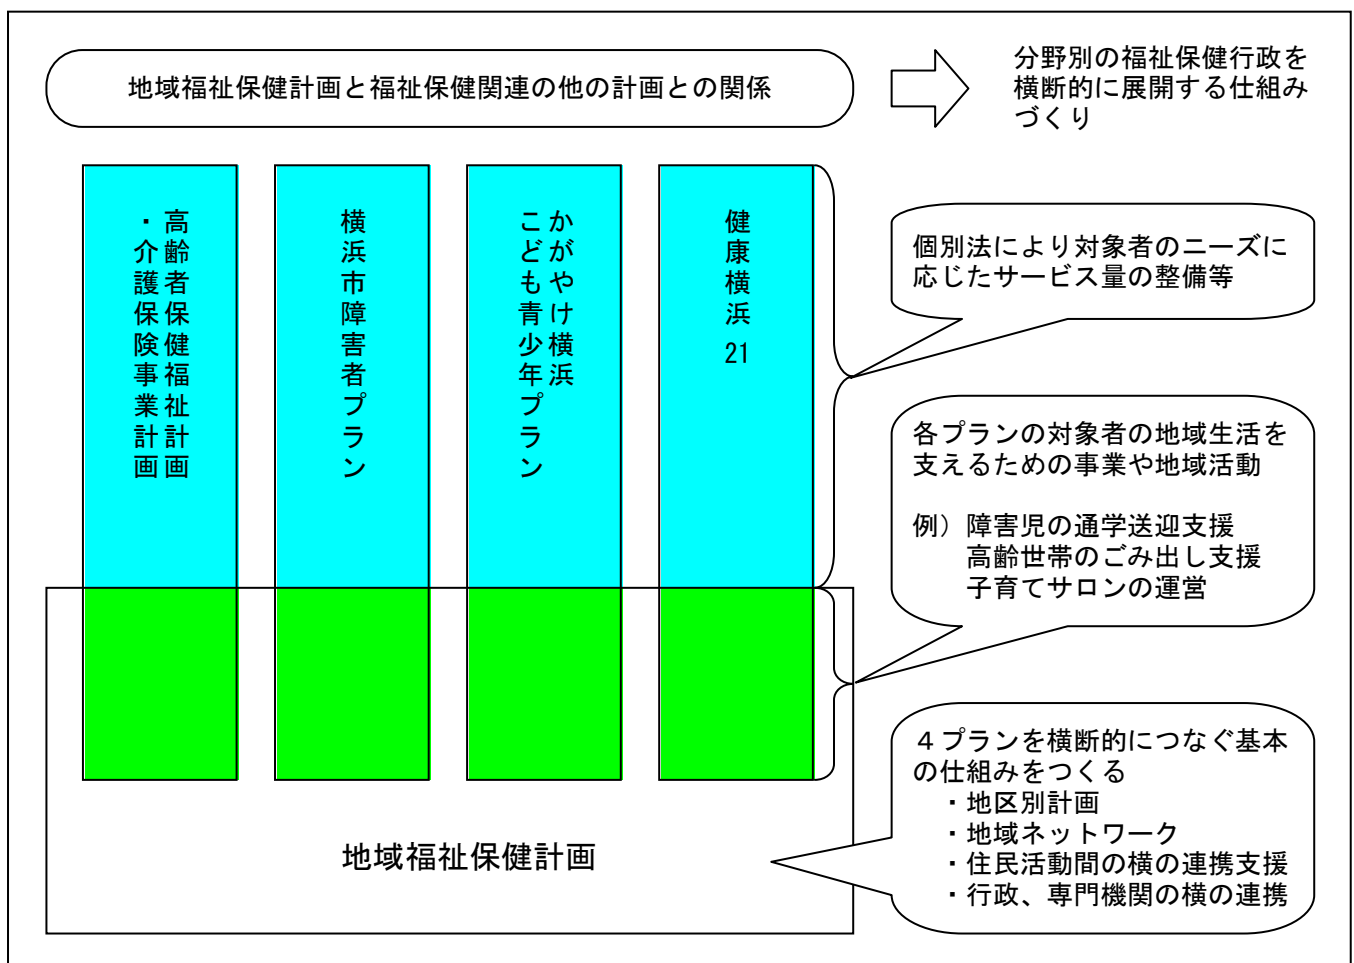 地域福祉保健計画と福祉保健関連の他の計画との関係
分野別の福祉保健行政を
横断的に展開する仕組み
づくり
高齢者保健福祉計画
・介護保険事業計画
横浜市障害者プラン
かがやけ横浜
こども青少年プラン
健康横浜21
個別法により対象者のニーズに
応じたサービス量の整備等
各プランの対象者の地域生活を
支えるための事業や地域活動
例）障害児の通学送迎支援
高齢世帯のごみ出し支援
子育てサロンの運営
４プランを横断的につなぐ基本
の仕組みをつくる
・地区別計画
・地域ネットワーク
・住民活動間の横の連携支援
・行政、専門機関の横の連携
地域福祉保健計画